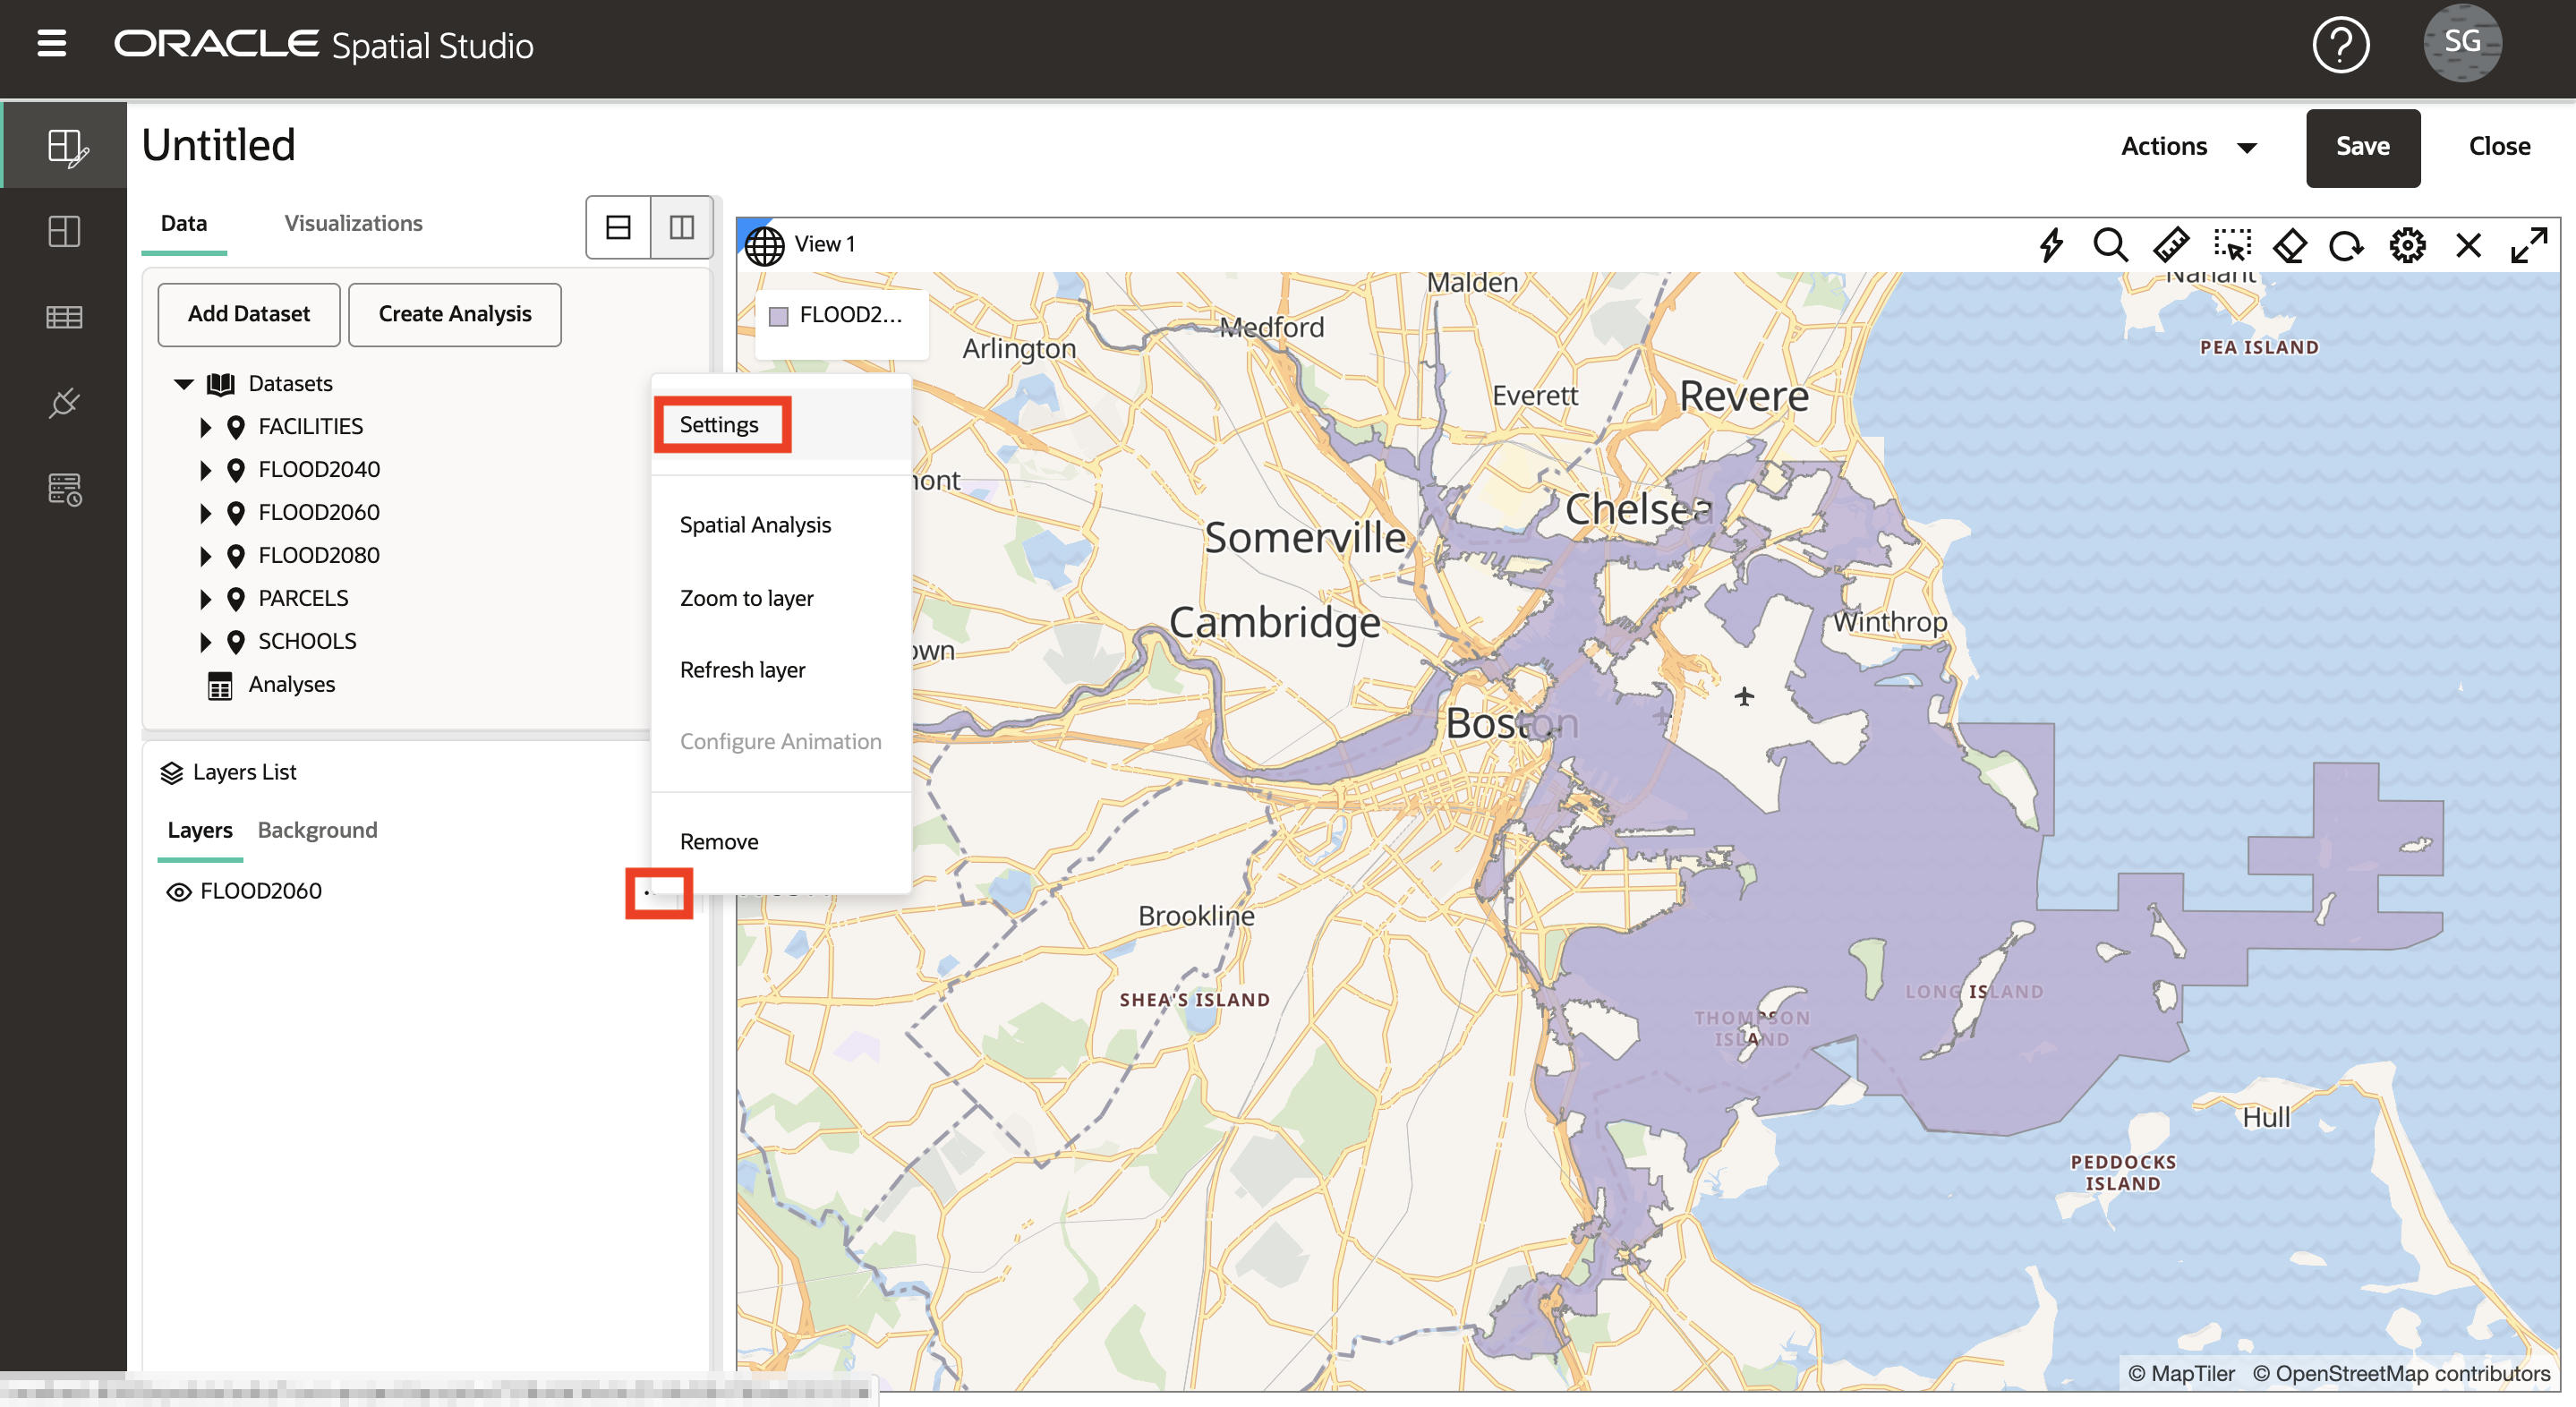 ORACLE Spatial Studio
SG
Untitled
Actions
Save
Close
Data
Visualizations
View 1
Add Dataset
Create Analysis
Datasets
FACILITIES
FLOOD2040
FLOOD2060
FLOOD2080
PARCELS
SCHOOLS
Analyses
Layers List
Layers
Background
FLOOD2060
Settings
Spatial Analysis
Zoom to layer
Refresh layer
Configure Animation
Remove
FLOOD2...
Malden
Nahant
Medford
Arlington
PEA ISLAND
Everett
Revere
mont
Chelsea
Somerville
Cambridge
Winthrop
own
Boston
Brookline
SHEA'S ISLAND
LONG ISLAND
THOMPSON
ISLAND
Hull
PEDDOCKS
ISLAND
© MapTiler © OpenStreetMap contributors